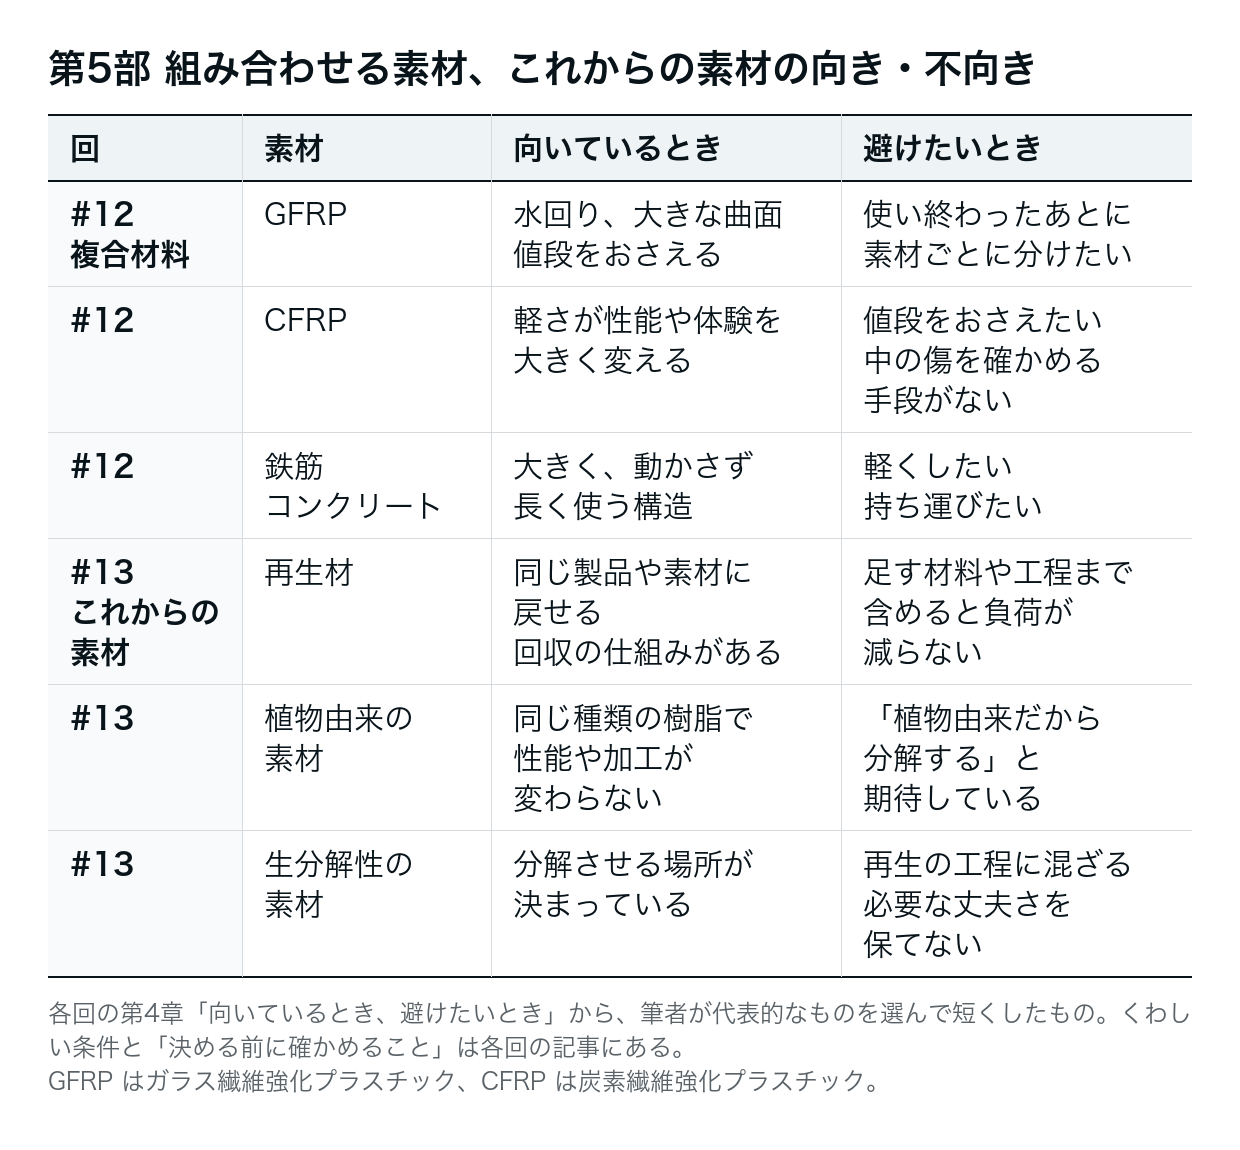 第5部 組み合わせる素材、これからの素材の向き・不向き
回 素材 向いているとき 避けたいとき
#12
複合材料
GFRP
水回り、大きな曲面
値段をおさえる
使い終わったあとに
素材ごとに分けたい
#12
CFRP
軽さが性能や体験を
大きく変える
値段をおさえたい
中の傷を確かめる
手段がない
#12
鉄筋
コンクリート
大きく、動かさず
長く使う構造
軽くしたい
持ち運びたい
#13
これからの
素材
再生材
同じ製品や素材に
戻せる
回収の仕組みがある
足す材料や工程まで
含めると負荷が
減らない
#13
植物由来の
素材
同じ種類の樹脂で
性能や加工が
変わらない
「植物由来だから
分解する」と
期待している
#13
生分解性の
素材
分解させる場所が
決まっている
再生の工程に混ざる
必要な丈夫さを
保てない
各回の第4章「向いているとき、避けたいとき」から、筆者が代表的なものを選んで短くしたもの。くわし
い条件と「決める前に確かめること」は各回の記事にある。
GFRP はガラス繊維強化プラスチック、CFRP は炭素繊維強化プラスチック。